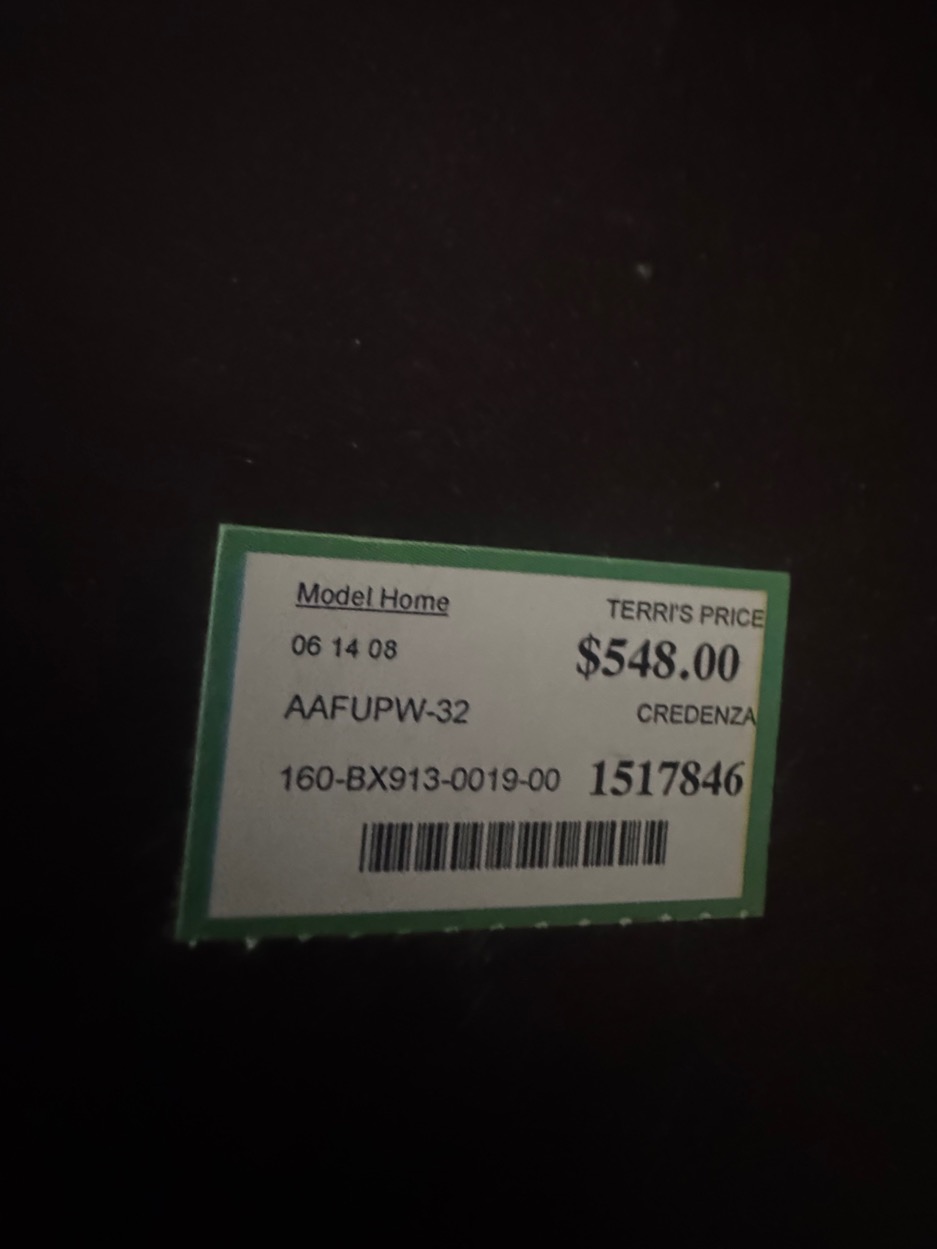 Model Home
TERRI'S PRICE
06 14 08
$548.00
AAFUPW-32
CREDENZA
160-BX913-0019-00 1517846